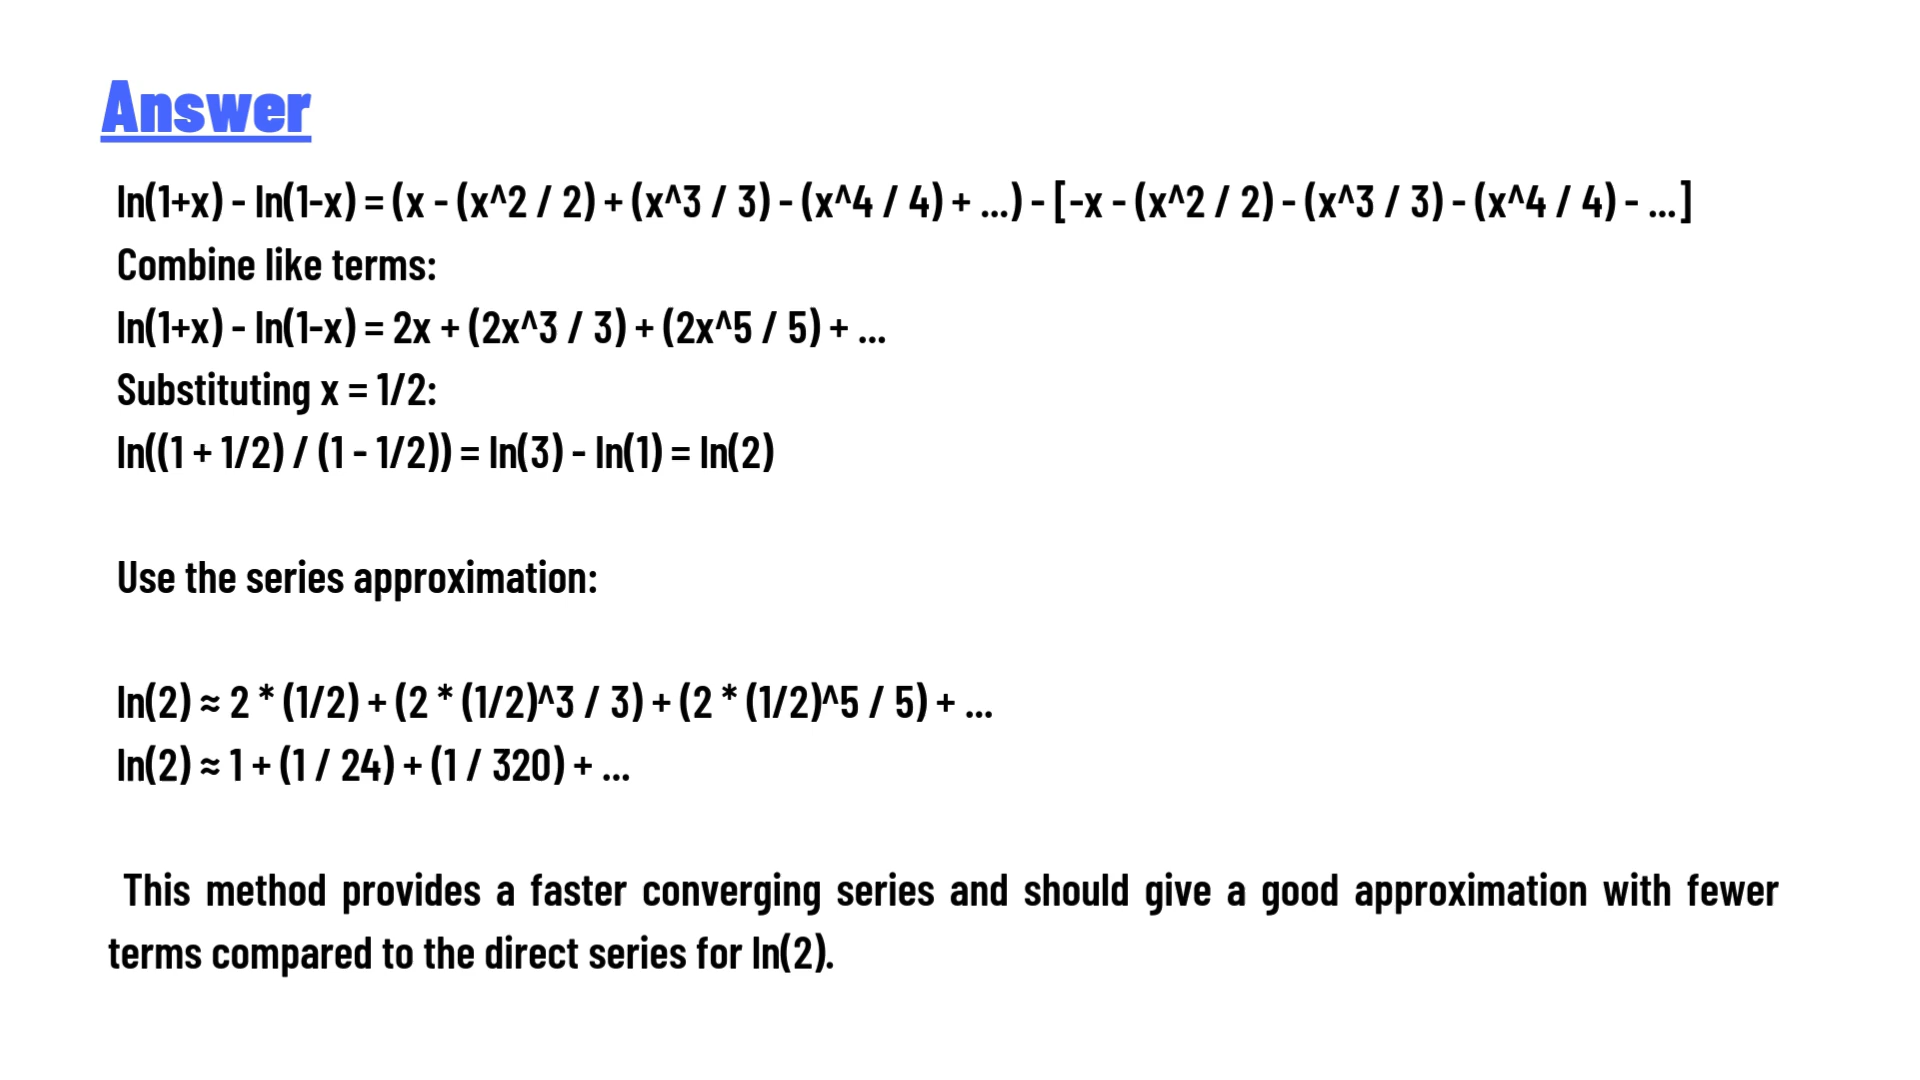 Answer
ln(1+x) - ln(1-x) = (x - (x^2 / 2) + (x^3 / 3) - (x^4 / 4) + ...) - [-x - (x^2 / 2) - (x^3 / 3) - (x^4 / 4) - ...]
Combine like terms:
ln(1+x) - ln(1-x) = 2x + (2x^3 / 3) + (2x^5 / 5) + ...
Substituting x = 1/2:
ln((1 + 1/2) / (1 - 1/2)) = ln(3) - ln(1) = ln(2)
Use the series approximation:
ln(2) ≈ 2 * (1/2) + (2 * (1/2)^3 / 3) + (2 * (1/2)^5 / 5) + ...
ln(2) ≈ 1 + (1 / 24) + (1 / 320) + ...
This method provides a faster converging series and should give a good approximation with fewer
terms compared to the direct series for ln(2).